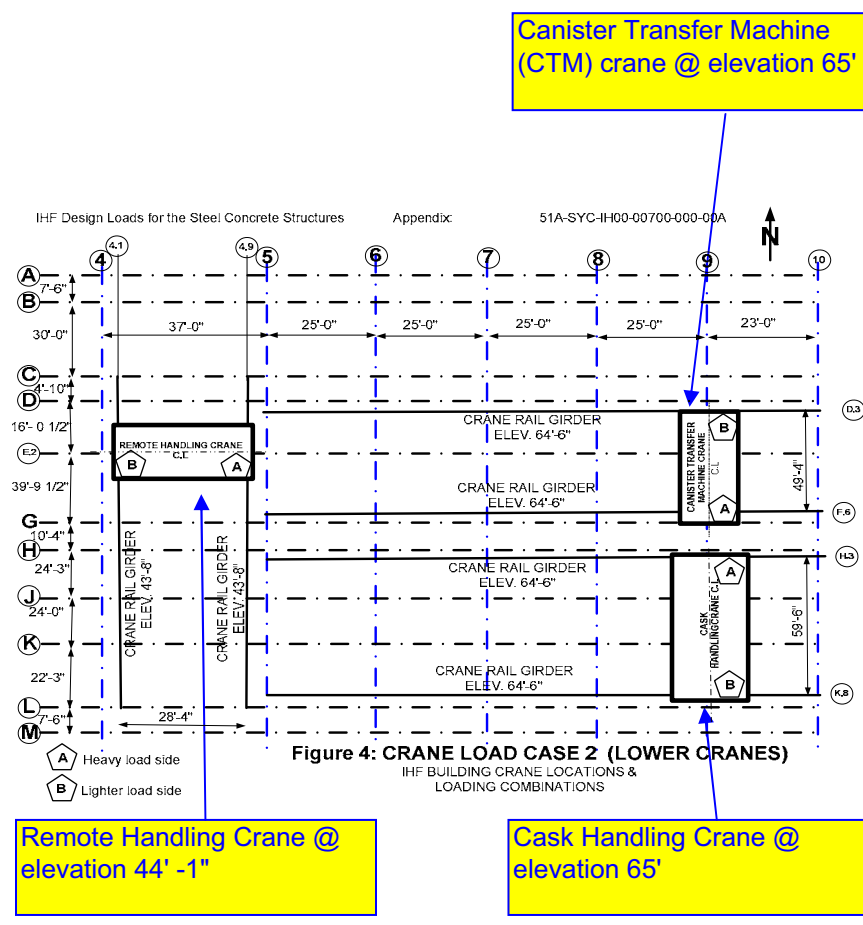 Canister Transfer Machine
(CTM) crane @ elevation 65'
IHF Design Loads for the Steel Concrete Structures Appendix: 51A-SYC-IH00-00700-000-00A
N
4 4.1 4.9 5 6 7 8 9 10
A
7'-6"
B
30'-0" 37'-0" 25'-0" 25'-0" 25'-0" 25'-0" 23'-0"
C
4'-10"
D
D.3
16'- 0 1/2"
CRANE RAIL GIRDER
ELEV. 64'-6"
REMOTE HANDLING CRANE
C.L
B
A
E.2
CANISTER TRANSFER
MACHINE CRANE
C.L
B
A
49'-4"
39'-9 1/2"
CRANE RAIL GIRDER
ELEV. 64'-6"
F.6
G
10'-4"
H
H.3
CRANE RAIL GIRDER
ELEV. 64'-6"
24'-3"
CRANE RAIL GIRDER
ELEV. 43'-8"
CRANE RAIL GIRDER
ELEV. 43'-8"
J
24'-0"
K
CASK
HANDLINGCRANE C.L
A
B
59'-6"
22'-3"
CRANE RAIL GIRDER
ELEV. 64'-6"
K.8
L
7'-6"
28'-4"
M
A Heavy load side
B Lighter load side
Figure 4: CRANE LOAD CASE 2 (LOWER CRANES)
IHF BUILDING CRANE LOCATIONS &
LOADING COMBINATIONS
Remote Handling Crane @
elevation 44' -1"
Cask Handling Crane @
elevation 65'